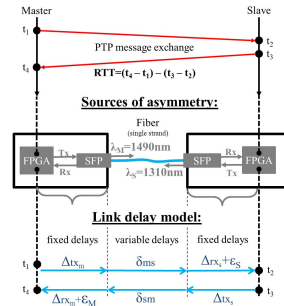 Master Slave
t₁
t₂
PTP message exchange
t₃
t₄
RTT=(t₄ – t₁) – (t₃ – t₂)
Sources of asymmetry:
Fiber
(single strand)
λM=1490nm
FPGA Tx Rx SFP SFP Rx Tx FPGA
λS=1310nm
Link delay model:
fixed delays variable delays fixed delays
t₁ Δtxₘ δms Δrxₛ+εS t₂
t₄ Δrxₘ+εM δsm Δtxₛ t₃